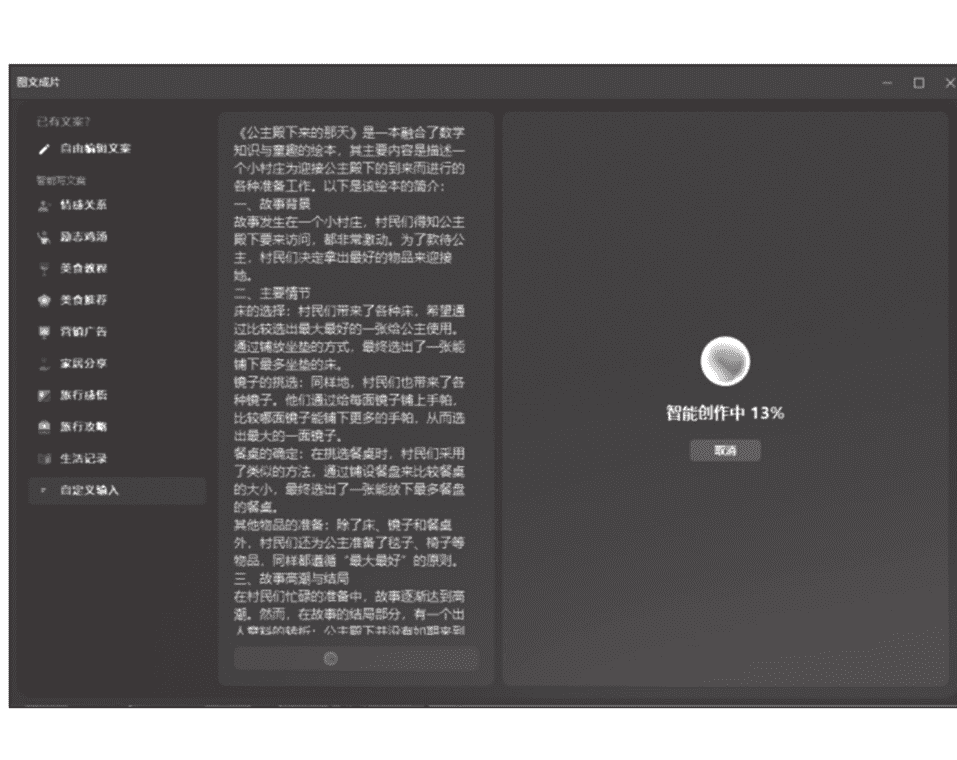 图文成片
已有文案？
自由编辑文案
智能写文案
情感关系
励志鸡汤
美食教程
美食推荐
营销广告
家居分享
旅行感悟
旅行攻略
生活记录
自定义输入
《公主殿下来的那天》是一本融合了数学
知识与童趣的绘本，其主要内容是描述一
个小村庄为迎接公主殿下的到来而进行的
各种准备工作。以下是该绘本的简介：
一、故事背景
故事发生在一个小村庄，村民们得知公主
殿下要来访问，都非常激动。为了款待公
主，村民们决定拿出最好的物品来迎接
她。
二、主要情节
床的选择：村民们带来了各种床，希望通
过比较选出最大最好的一张给公主使用。
通过铺放坐垫的方式，最终选出了一张能
铺下最多坐垫的床。
镜子的挑选：同样地，村民们也带来了各
种镜子。他们通过给每面镜子铺上手帕，
比较哪面镜子能铺下更多的手帕，从而选
出最大的一面镜子。
餐桌的确定：在挑选餐桌时，村民们采用
了类似的方法，通过铺设餐盘来比较餐桌
的大小，最终选出了一张能放下最多餐盘
的餐桌。
其他物品的准备：除了床、镜子和餐桌
外，村民们还为公主准备了毯子、椅子等
物品，同样都遵循“最大最好”的原则。
三、故事高潮与结局
在村民们忙碌的准备中，故事逐渐达到高
潮。然而，在故事的结局部分，有一个出
人意料的转折：公主殿下并没有如期来到
智能创作中 13%
取消